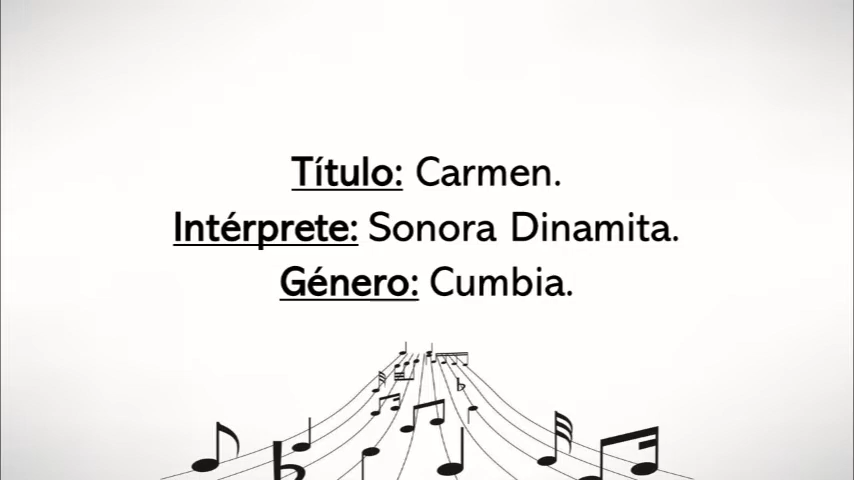 Título: Carmen.
Intérprete: Sonora Dinamita.
Género: Cumbia.